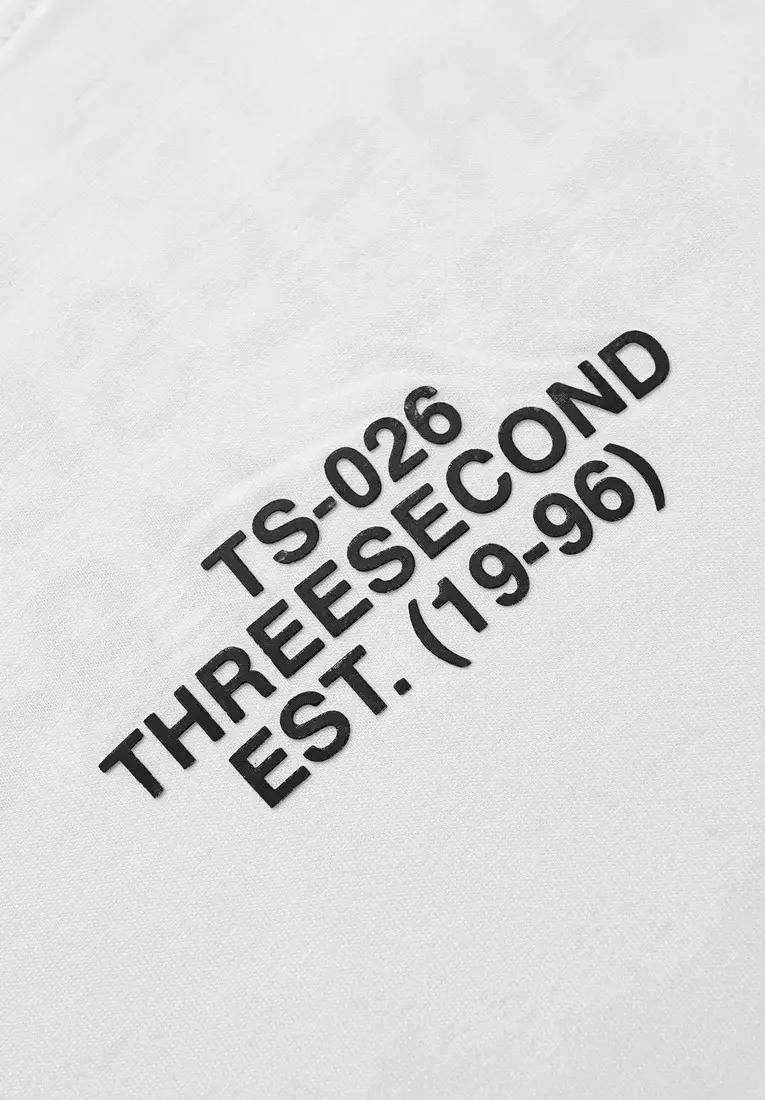 TS-026
THREESECOND
EST. (19-96)